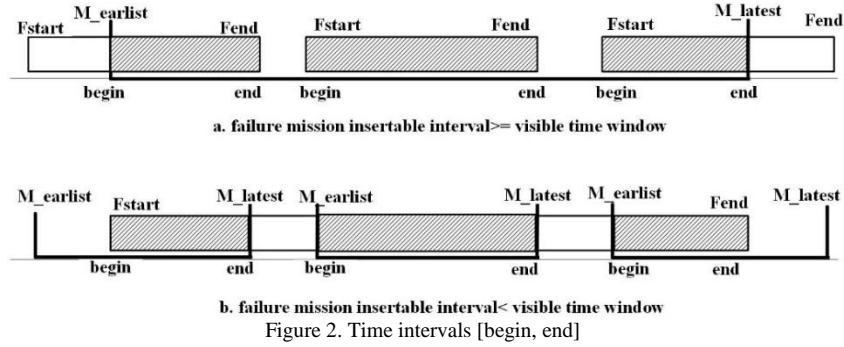 M_earlist M_latest
Fstart Fend Fstart Fend Fstart Fend
begin end begin end begin end
a. failure mission insertable interval>= visible time window
M_earlist Fstart M_latest M_earlist M_latest M_earlist Fend M_latest
begin end begin end begin end
b. failure mission insertable interval< visible time window
Figure 2. Time intervals [begin, end]